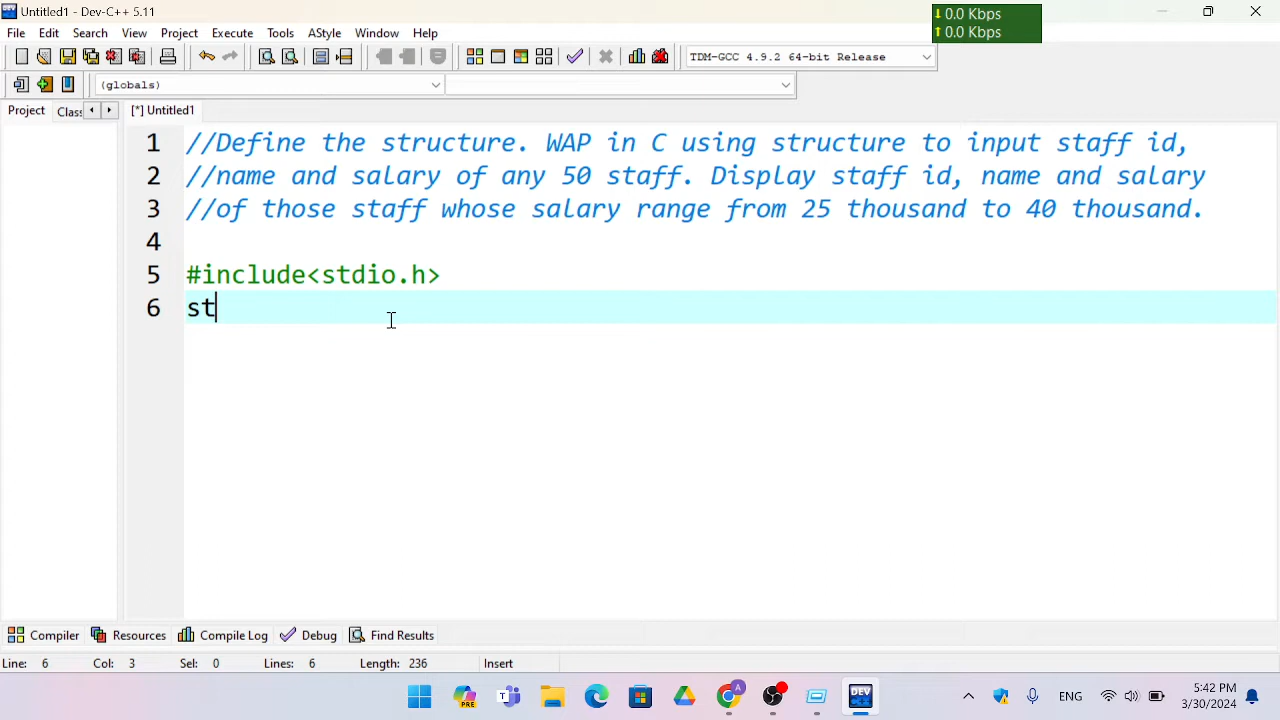 Untitled1 - Dev-C++ 5.11
0.0 Kbps
0.0 Kbps
File Edit Search View Project Execute Tools AStyle Window Help
TDM-GCC 4.9.2 64-bit Release
(globals)
Project Clas [*] Untitled1
1 //Define the structure. WAP in C using structure to input staff id,
2 //name and salary of any 50 staff. Display staff id, name and salary
3 //of those staff whose salary range from 25 thousand to 40 thousand.
4
5 #include<stdio.h>
6 st
Compiler Resources Compile Log Debug Find Results
Line: 6 Col: 3 Sel: 0 Lines: 6 Length: 236 Insert
PRE A DEV C++ ENG 5:42 PM
3/30/2024